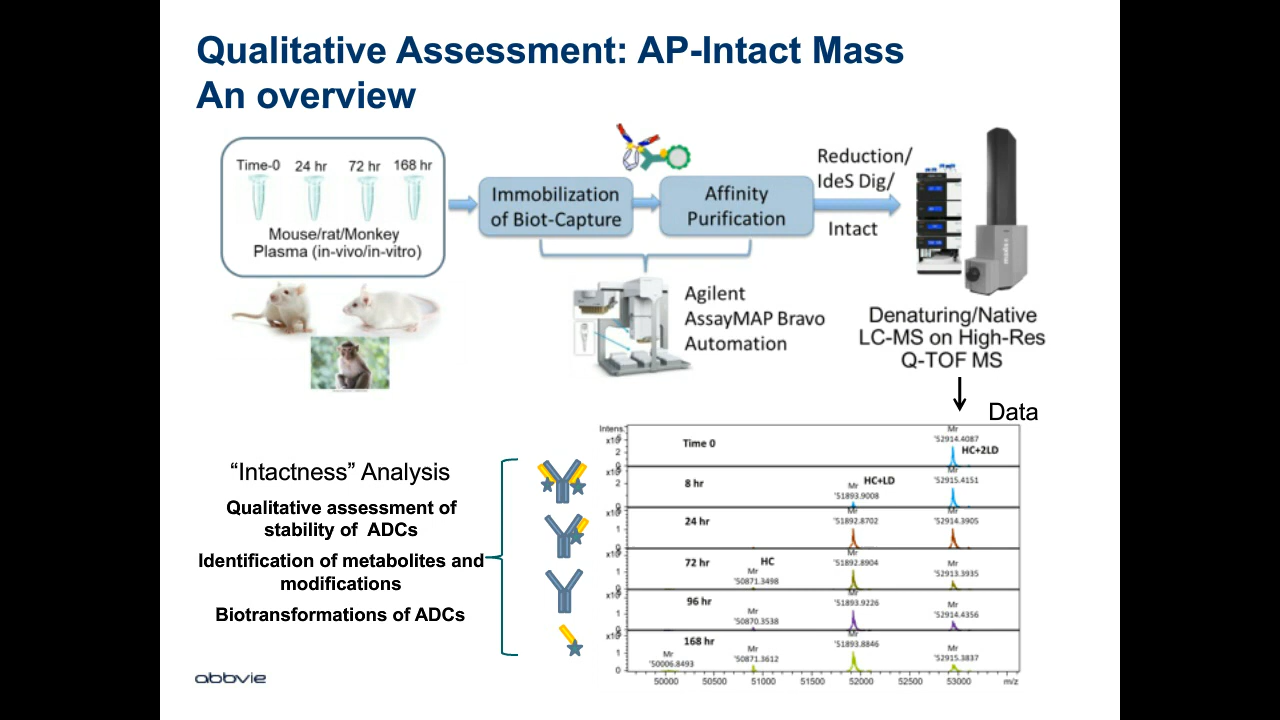 Qualitative Assessment: AP-Intact Mass
An overview
Time-0 24 hr 72 hr 168 hr
Mouse/rat/Monkey
Plasma (in-vivo/in-vitro)
Immobilization
of Biot-Capture
Affinity
Purification
Reduction/
IdeS Dig/
Intact
Agilent
AssayMAP Bravo
Automation
Denaturing/Native
LC-MS on High-Res
Q-TOF MS
Data
“Intactness” Analysis
Qualitative assessment of
stability of ADCs
Identification of metabolites and
modifications
Biotransformations of ADCs
Intens.
Time 0
Mr
'52914.4087
HC+2LD
2
8 hr
Mr
'51893.9008
HC+LD
Mr
'52915.4151
2
24 hr
Mr
'51892.8702
Mr
'52914.3905
1
72 hr
HC
Mr
'50871.3498
Mr
'51892.8904
Mr
'52913.3935
1
96 hr
Mr
'50870.3538
Mr
'51893.9226
Mr
'52914.4356
1
168 hr
Mr
'50006.8493
Mr
'50871.3612
Mr
'51893.8846
Mr
'52915.3837
1
0
50000 50500 51000 51500 52000 52500 53000 m/z
abbvie